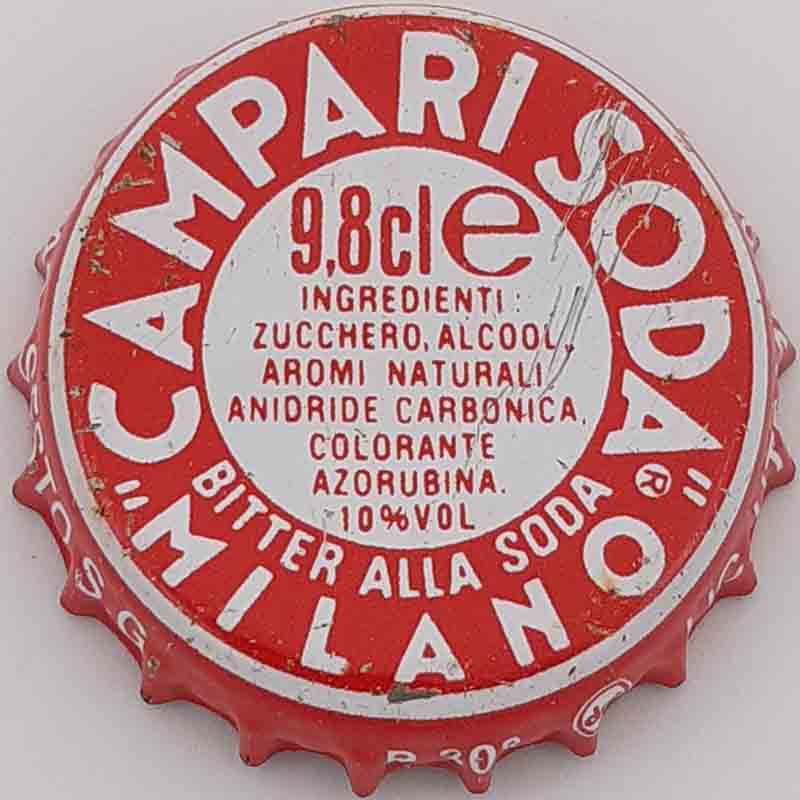 CAMPARI SODA®
9,8cl e
INGREDIENTI:
ZUCCHERO, ALCOOL,
AROMI NATURALI,
ANIDRIDE CARBONICA,
COLORANTE
AZORUBINA.
10%VOL
BITTER ALLA SODA
"MILANO"
SESTO S.G.